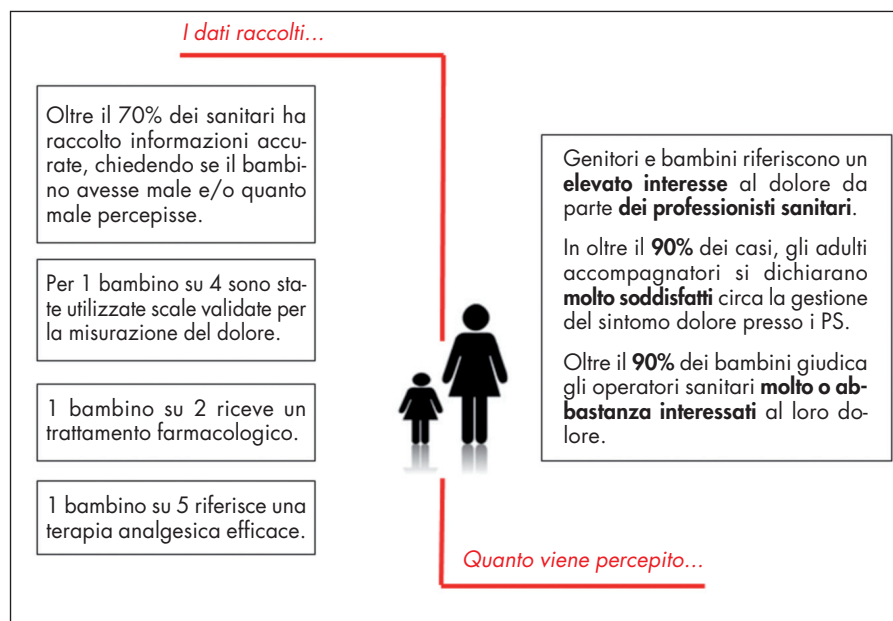 I dati raccolti...
Oltre il 70% dei sanitari ha
raccolto informazioni accu-
rate, chiedendo se il bambi-
no avesse male e/o quanto
male percepisse.
Per 1 bambino su 4 sono sta-
te utilizzate scale validate per
la misurazione del dolore.
1 bambino su 2 riceve un
trattamento farmacologico.
1 bambino su 5 riferisce una
terapia analgesica efficace.
Genitori e bambini riferiscono un
elevato interesse al dolore da
parte dei professionisti sanitari.
In oltre il 90% dei casi, gli adulti
accompagnatori si dichiarano
molto soddisfatti circa la gestione
del sintomo dolore presso i PS.
Oltre il 90% dei bambini giudica
gli operatori sanitari molto o ab-
bastanza interessati al loro do-
lore.
Quanto viene percepito...